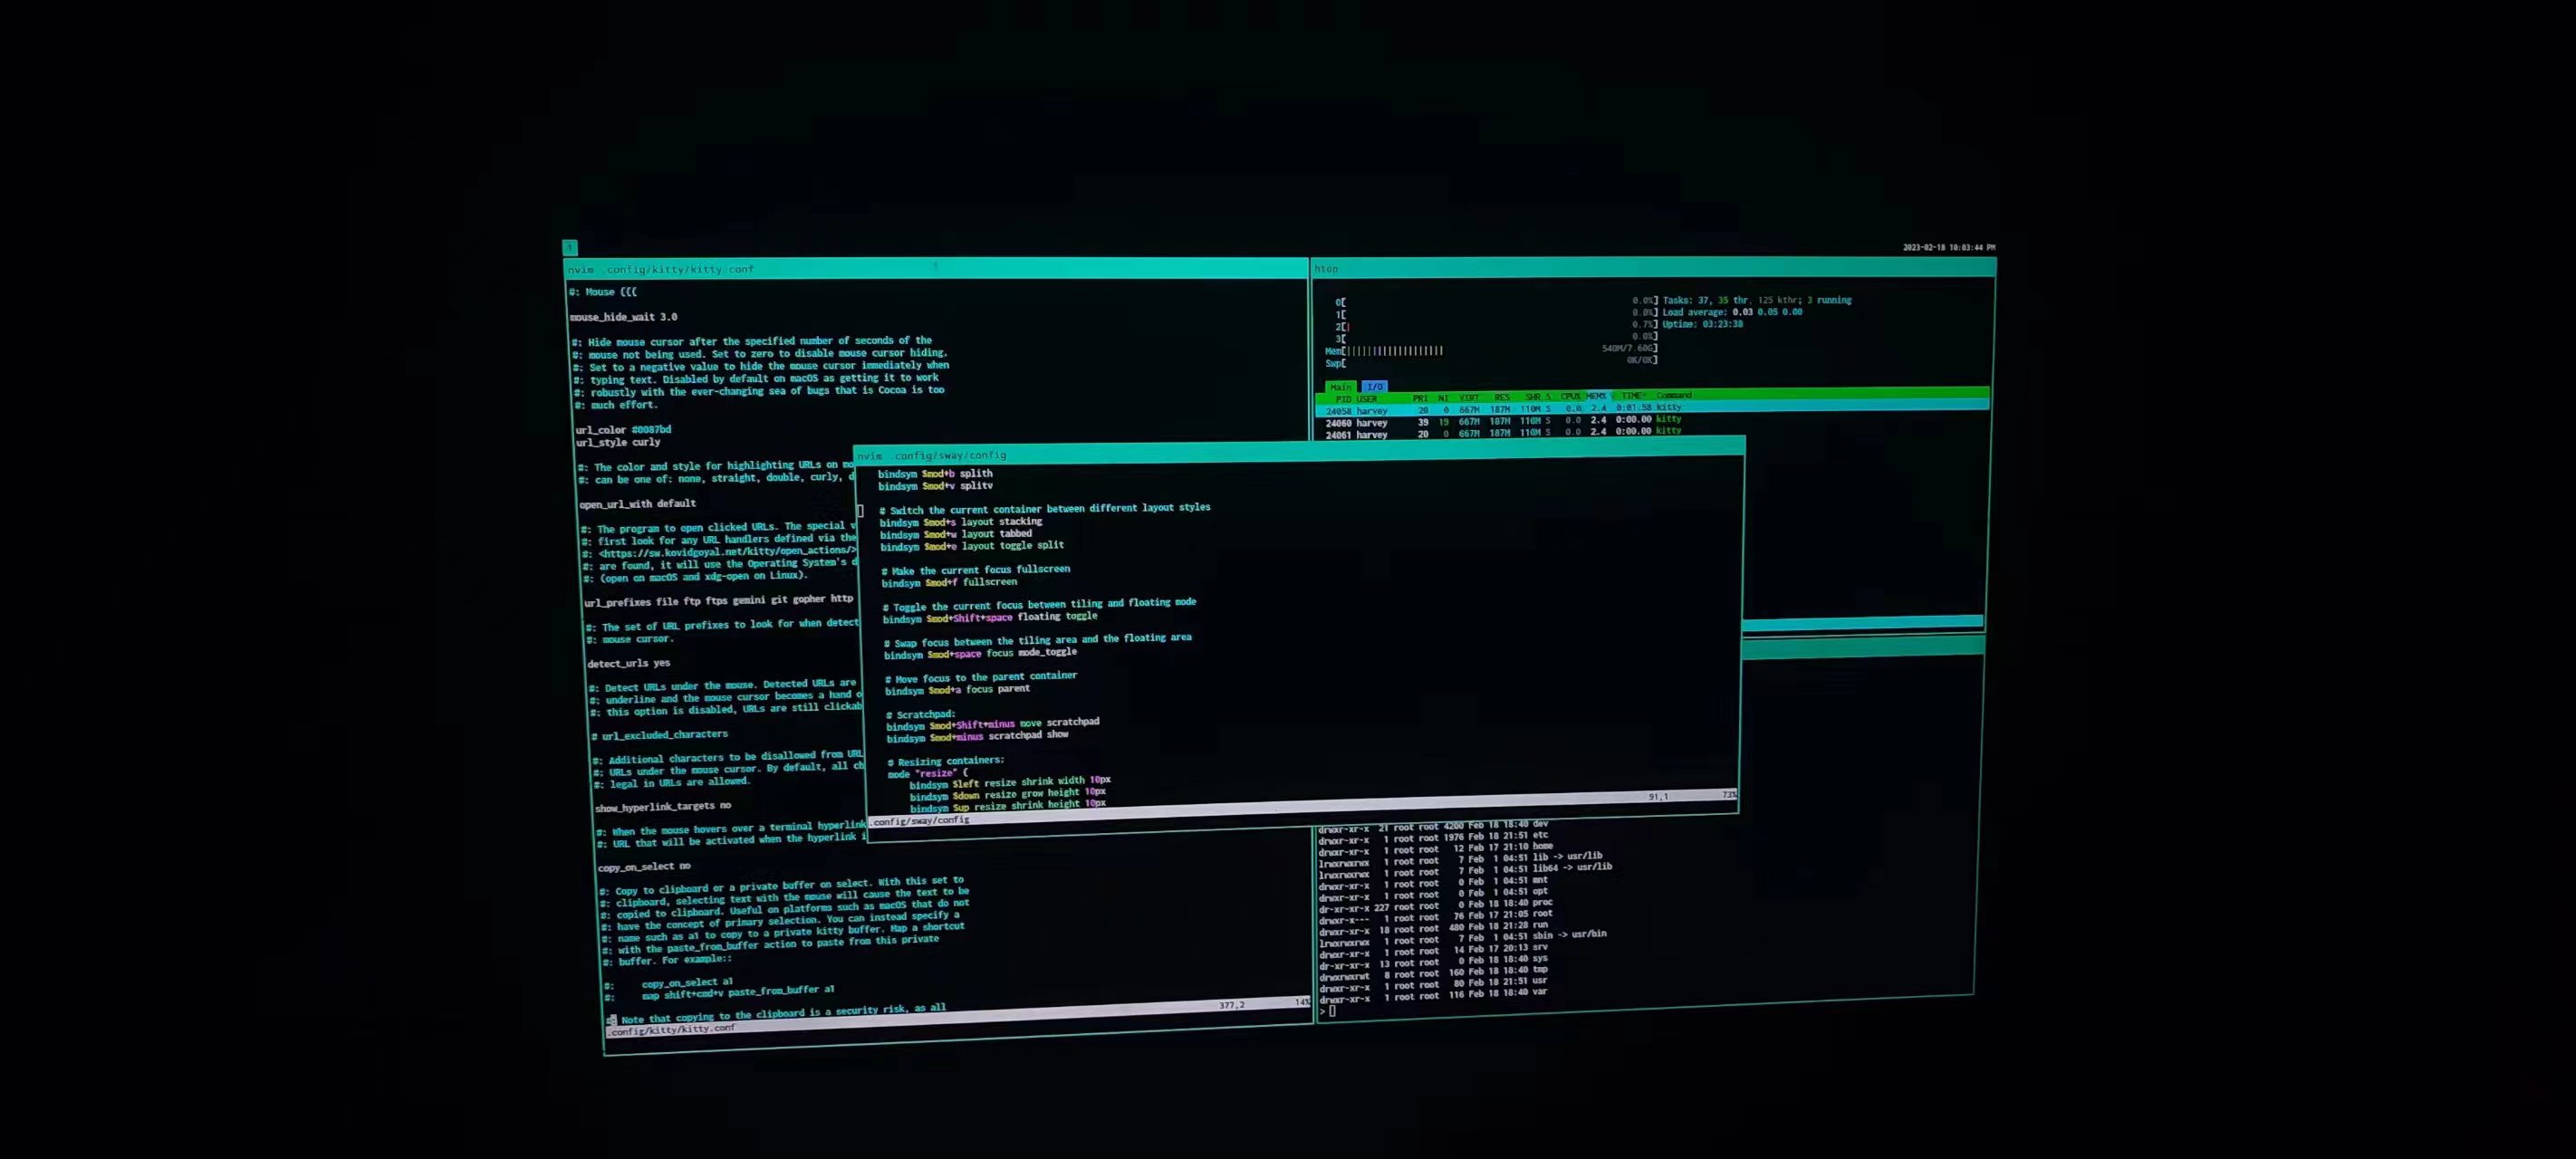 1
2023-02-18 10:03:44 PM
nvim .config/kitty/kitty.conf
#: Mouse {{{
mouse_hide_wait 3.0
#: Hide mouse cursor after the specified number of seconds of the
#: mouse not being used. Set to zero to disable mouse cursor hiding.
#: Set to a negative value to hide the mouse cursor immediately when
#: typing text. Disabled by default on macOS as getting it to work
#: robustly with the ever-changing sea of bugs that is Cocoa is too
#: much effort.
url_color #0087bd
url_style curly
#: The color and style for highlighting URLs on mo
#: can be one of: none, straight, double, curly, d
open_url_with default
#: The program to open clicked URLs. The special v
#: first look for any URL handlers defined via the
#: <https://sw.kovidgoyal.net/kitty/open_actions/>
#: are found, it will use the Operating System's d
#: (open on macOS and xdg-open on Linux).
url_prefixes file ftp ftps gemini git gopher http
#: The set of URL prefixes to look for when detect
#: mouse cursor.
detect_urls yes
#: Detect URLs under the mouse. Detected URLs are
#: underline and the mouse cursor becomes a hand o
#: this option is disabled, URLs are still clickab
# url_excluded_characters
#: Additional characters to be disallowed from URL
#: URLs under the mouse cursor. By default, all ch
#: legal in URLs are allowed.
show_hyperlink_targets no
#: When the mouse hovers over a terminal hyperlink
#: URL that will be activated when the hyperlink i
copy_on_select no
#: Copy to clipboard or a private buffer on select. With this set to
#: clipboard, selecting text with the mouse will cause the text to be
#: copied to clipboard. Useful on platforms such as macOS that do not
#: have the concept of primary selection. You can instead specify a
#: name such as a1 to copy to a private kitty buffer. Map a shortcut
#: with the paste_from_buffer action to paste from this private
#: buffer. For example::
#:     copy_on_select a1
#:     map shift+cmd+v paste_from_buffer a1
#: Note that copying to the clipboard is a security risk, as all
.config/kitty/kitty.conf 377,2 14%
htop
0[ 0.0%] Tasks: 37, 35 thr, 125 kthr; 3 running
1[ 0.0%] Load average: 0.03 0.05 0.00
2[| 0.7%] Uptime: 03:23:38
3[ 0.0%]
Mem[||||||||||||||||||| 540M/7.60G]
Swp[ 0K/0K]
Main I/O
PID USER PRI NI VIRT RES SHR S CPU% MEM% TIME+ Command
24058 harvey 20 0 667M 187M 110M S 0.0 2.4 0:01.58 kitty
24060 harvey 39 19 667M 187M 110M S 0.0 2.4 0:00.00 kitty
24061 harvey 20 0 667M 187M 110M S 0.0 2.4 0:00.00 kitty
nvim .config/sway/config
bindsym $mod+b splith
bindsym $mod+v splitv
# Switch the current container between different layout styles
bindsym $mod+s layout stacking
bindsym $mod+w layout tabbed
bindsym $mod+e layout toggle split
# Make the current focus fullscreen
bindsym $mod+f fullscreen
# Toggle the current focus between tiling and floating mode
bindsym $mod+Shift+space floating toggle
# Swap focus between the tiling area and the floating area
bindsym $mod+space focus mode_toggle
# Move focus to the parent container
bindsym $mod+a focus parent
# Scratchpad:
bindsym $mod+Shift+minus move scratchpad
bindsym $mod+minus scratchpad show
# Resizing containers:
mode "resize" {
bindsym $left resize shrink width 10px
bindsym $down resize grow height 10px
bindsym $up resize shrink height 10px
.config/sway/config 91,1 73%
drwxr-xr-x 21 root root 4200 Feb 18 18:40 dev
drwxr-xr-x 1 root root 1976 Feb 18 21:51 etc
drwxr-xr-x 1 root root 12 Feb 17 21:10 home
lrwxrwxrwx 1 root root 7 Feb 1 04:51 lib -> usr/lib
lrwxrwxrwx 1 root root 7 Feb 1 04:51 lib64 -> usr/lib
drwxr-xr-x 1 root root 0 Feb 1 04:51 mnt
drwxr-xr-x 1 root root 0 Feb 1 04:51 opt
dr-xr-xr-x 227 root root 0 Feb 18 18:40 proc
drwxr-x--- 1 root root 76 Feb 17 21:05 root
drwxr-xr-x 18 root root 480 Feb 18 21:28 run
lrwxrwxrwx 1 root root 7 Feb 1 04:51 sbin -> usr/bin
drwxr-xr-x 1 root root 14 Feb 17 20:13 srv
dr-xr-xr-x 13 root root 0 Feb 18 18:40 sys
drwxrwxrwt 8 root root 160 Feb 18 18:40 tmp
drwxr-xr-x 1 root root 80 Feb 18 21:51 usr
drwxr-xr-x 1 root root 116 Feb 18 18:40 var
>